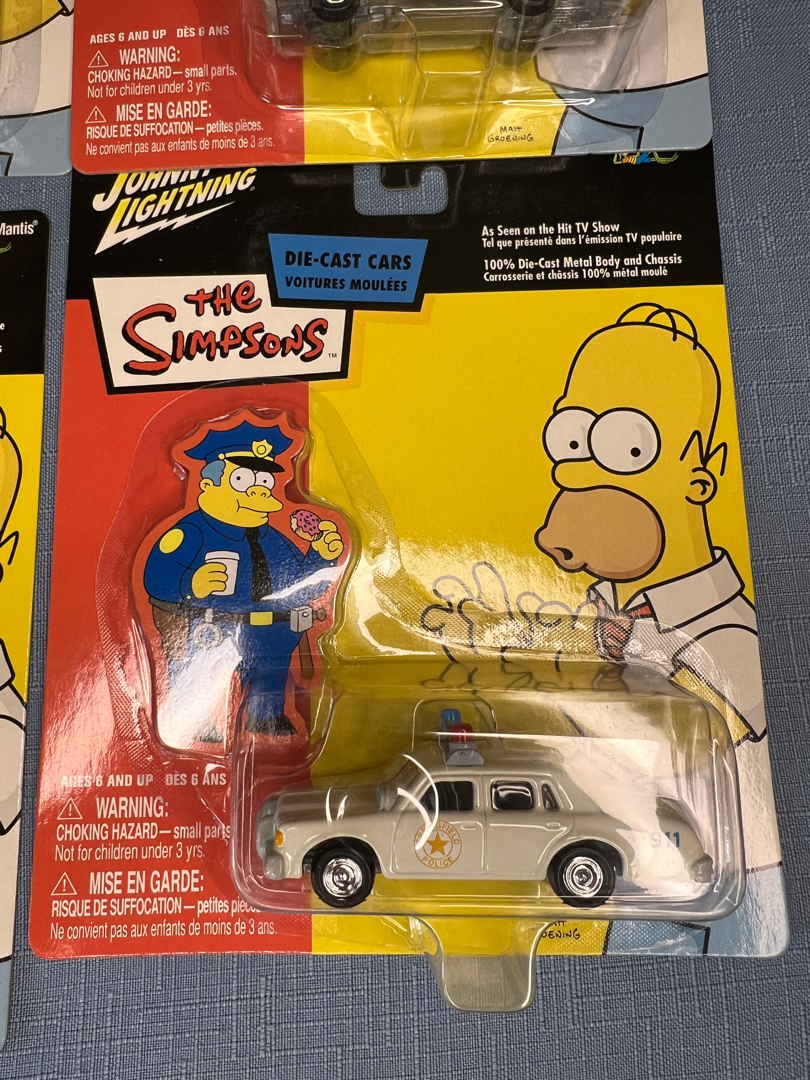 AGES 6 AND UP DÈS 6 ANS
WARNING:
CHOKING HAZARD — small parts.
Not for children under 3 yrs.
MISE EN GARDE:
RISQUE DE SUFFOCATION — petites pièces.
Ne convient pas aux enfants de moins de 3 ans.
MATT
GROENING
JOHNNY
LIGHTNING®
Mantis®
As Seen on the Hit TV Show
Tel que présenté dans l'émission TV populaire
100% Die-Cast Metal Body and Chassis
Carrosserie et châssis 100% métal moulé
DIE-CAST CARS
VOITURES MOULÉES
THE
SIMPSONS™
AGES 6 AND UP DÈS 6 ANS
WARNING:
CHOKING HAZARD — small parts
Not for children under 3 yrs.
MISE EN GARDE:
RISQUE DE SUFFOCATION — petites
Ne convient pas aux enfants de moins de 3 ans.
POLICE
911